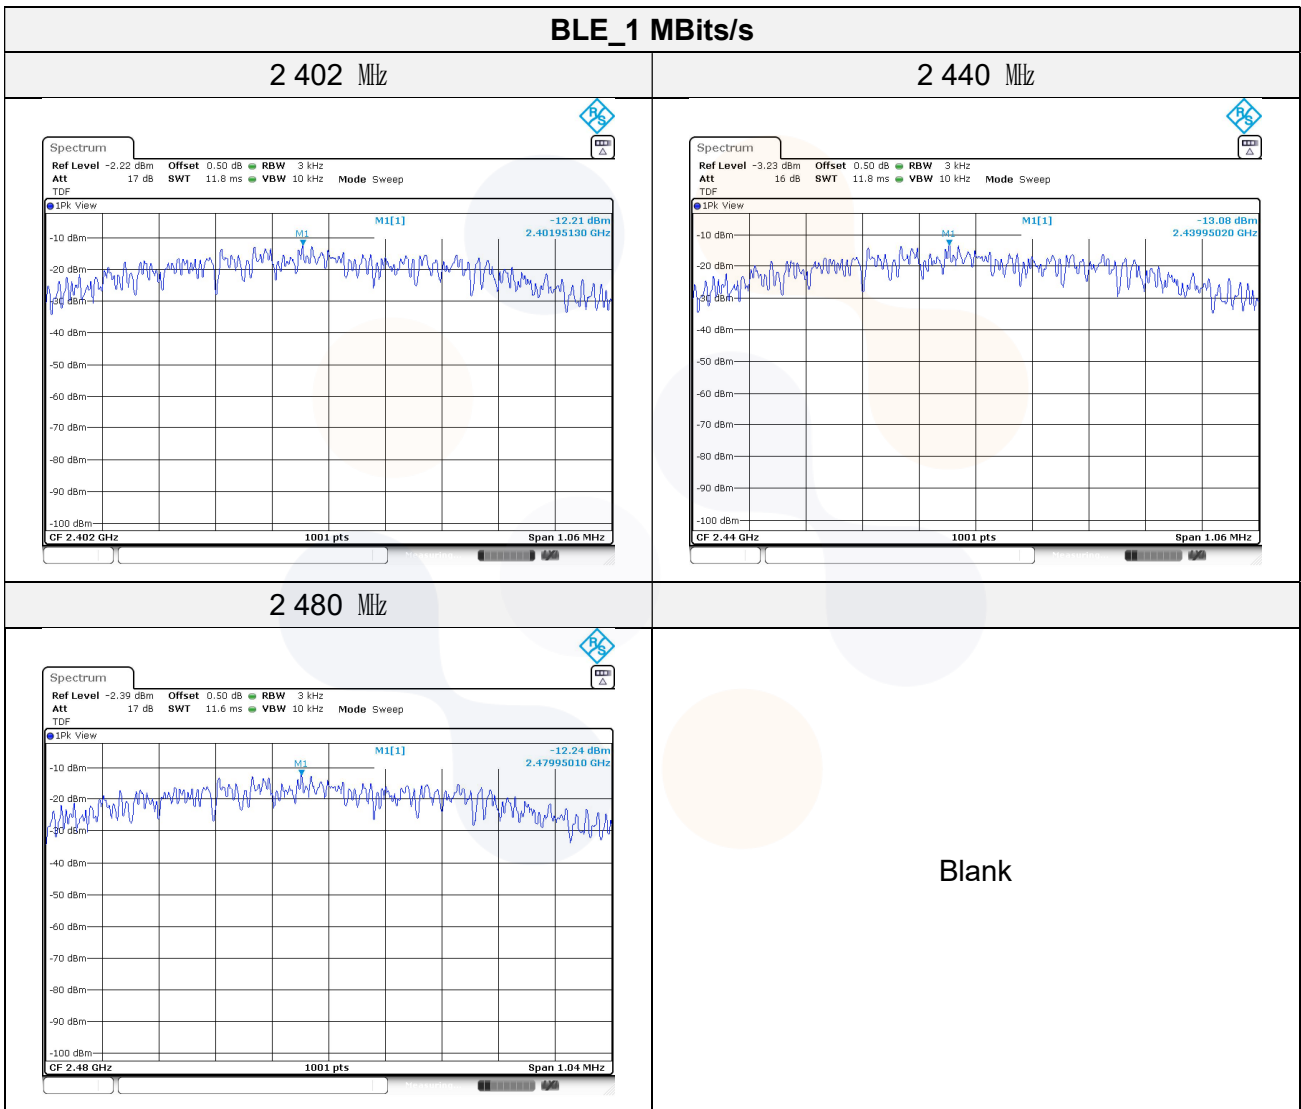 BLE_1 MBits/s
2 402 ㎒
2 440 ㎒
R&S
Spectrum
Ref Level -2.22 dBm Offset 0.50 dB RBW 3 kHz
Att 17 dB SWT 11.8 ms VBW 10 kHz Mode Sweep
TDF
1Pk View
M1[1] -12.21 dBm
2.40195130 GHz
M1
-10 dBm
-20 dBm
-30 dBm
-40 dBm
-50 dBm
-60 dBm
-70 dBm
-80 dBm
-90 dBm
-100 dBm
CF 2.402 GHz 1001 pts Span 1.06 MHz
Measuring...
R&S
Spectrum
Ref Level -3.23 dBm Offset 0.50 dB RBW 3 kHz
Att 16 dB SWT 11.8 ms VBW 10 kHz Mode Sweep
TDF
1Pk View
M1[1] -13.08 dBm
2.43995020 GHz
M1
-10 dBm
-20 dBm
-30 dBm
-40 dBm
-50 dBm
-60 dBm
-70 dBm
-80 dBm
-90 dBm
-100 dBm
CF 2.44 GHz 1001 pts Span 1.06 MHz
Measuring...
2 480 ㎒
R&S
Spectrum
Ref Level -2.39 dBm Offset 0.50 dB RBW 3 kHz
Att 17 dB SWT 11.6 ms VBW 10 kHz Mode Sweep
TDF
1Pk View
M1[1] -12.24 dBm
2.47995010 GHz
M1
-10 dBm
-20 dBm
-30 dBm
-40 dBm
-50 dBm
-60 dBm
-70 dBm
-80 dBm
-90 dBm
-100 dBm
CF 2.48 GHz 1001 pts Span 1.04 MHz
Measuring...
Blank